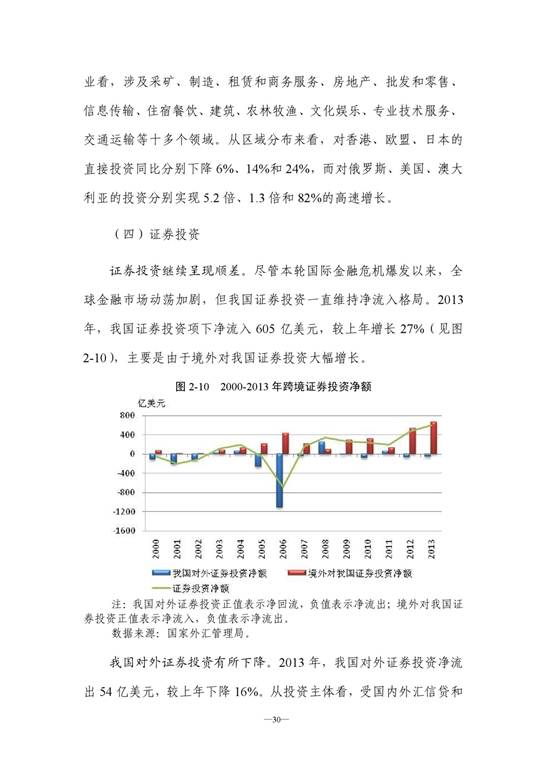 业看，涉及采矿、制造、租赁和商务服务、房地产、批发和零售、
信息传输、住宿餐饮、建筑、农林牧渔、文化娱乐、专业技术服务、
交通运输等十多个领域。从区域分布来看，对香港、欧盟、日本的
直接投资同比分别下降 6%、14%和 24%，而对俄罗斯、美国、澳大
利亚的投资分别实现 5.2 倍、1.3 倍和 82%的高速增长。
（四）证券投资
证券投资继续呈现顺差。尽管本轮国际金融危机爆发以来，全
球金融市场动荡加剧，但我国证券投资一直维持净流入格局。2013
年，我国证券投资项下净流入 605 亿美元，较上年增长 27%（见图
2-10），主要是由于境外对我国证券投资大幅增长。
图 2-10 2000-2013 年跨境证券投资净额
亿美元
800
400
0
-400
-800
-1200
-1600
2000 2001 2002 2003 2004 2005 2006 2007 2008 2009 2010 2011 2012 2013
我国对外证券投资净额 境外对我国证券投资净额
证券投资净额
注：我国对外证券投资正值表示净回流，负值表示净流出；境外对我国证
券投资正值表示净流入，负值表示净流出。
数据来源：国家外汇管理局。
我国对外证券投资有所下降。2013 年，我国对外证券投资净流
出 54 亿美元，较上年下降 16%。从投资主体看，受国内外汇信贷和
—30—